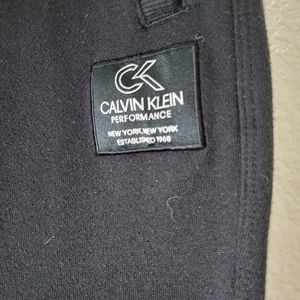 CK
CALVIN KLEIN
PERFORMANCE
NEW YORK, NEW YORK
ESTABLISHED 1968